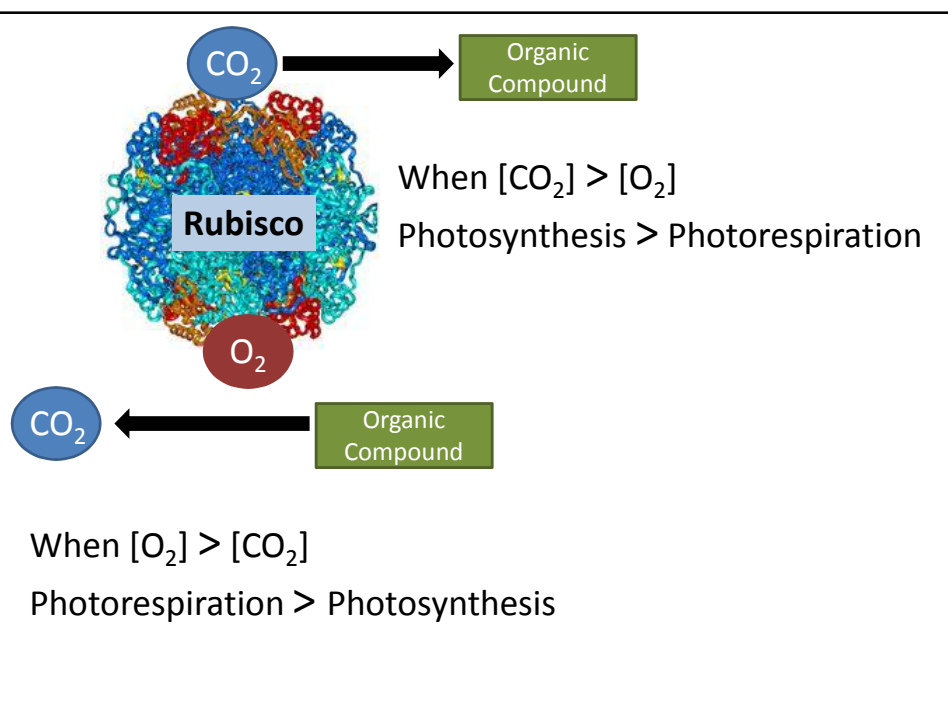 CO₂
Organic
Compound
When [CO₂] > [O₂]
Rubisco
Photosynthesis > Photorespiration
O₂
CO₂
Organic
Compound
When [O₂] > [CO₂]
Photorespiration > Photosynthesis